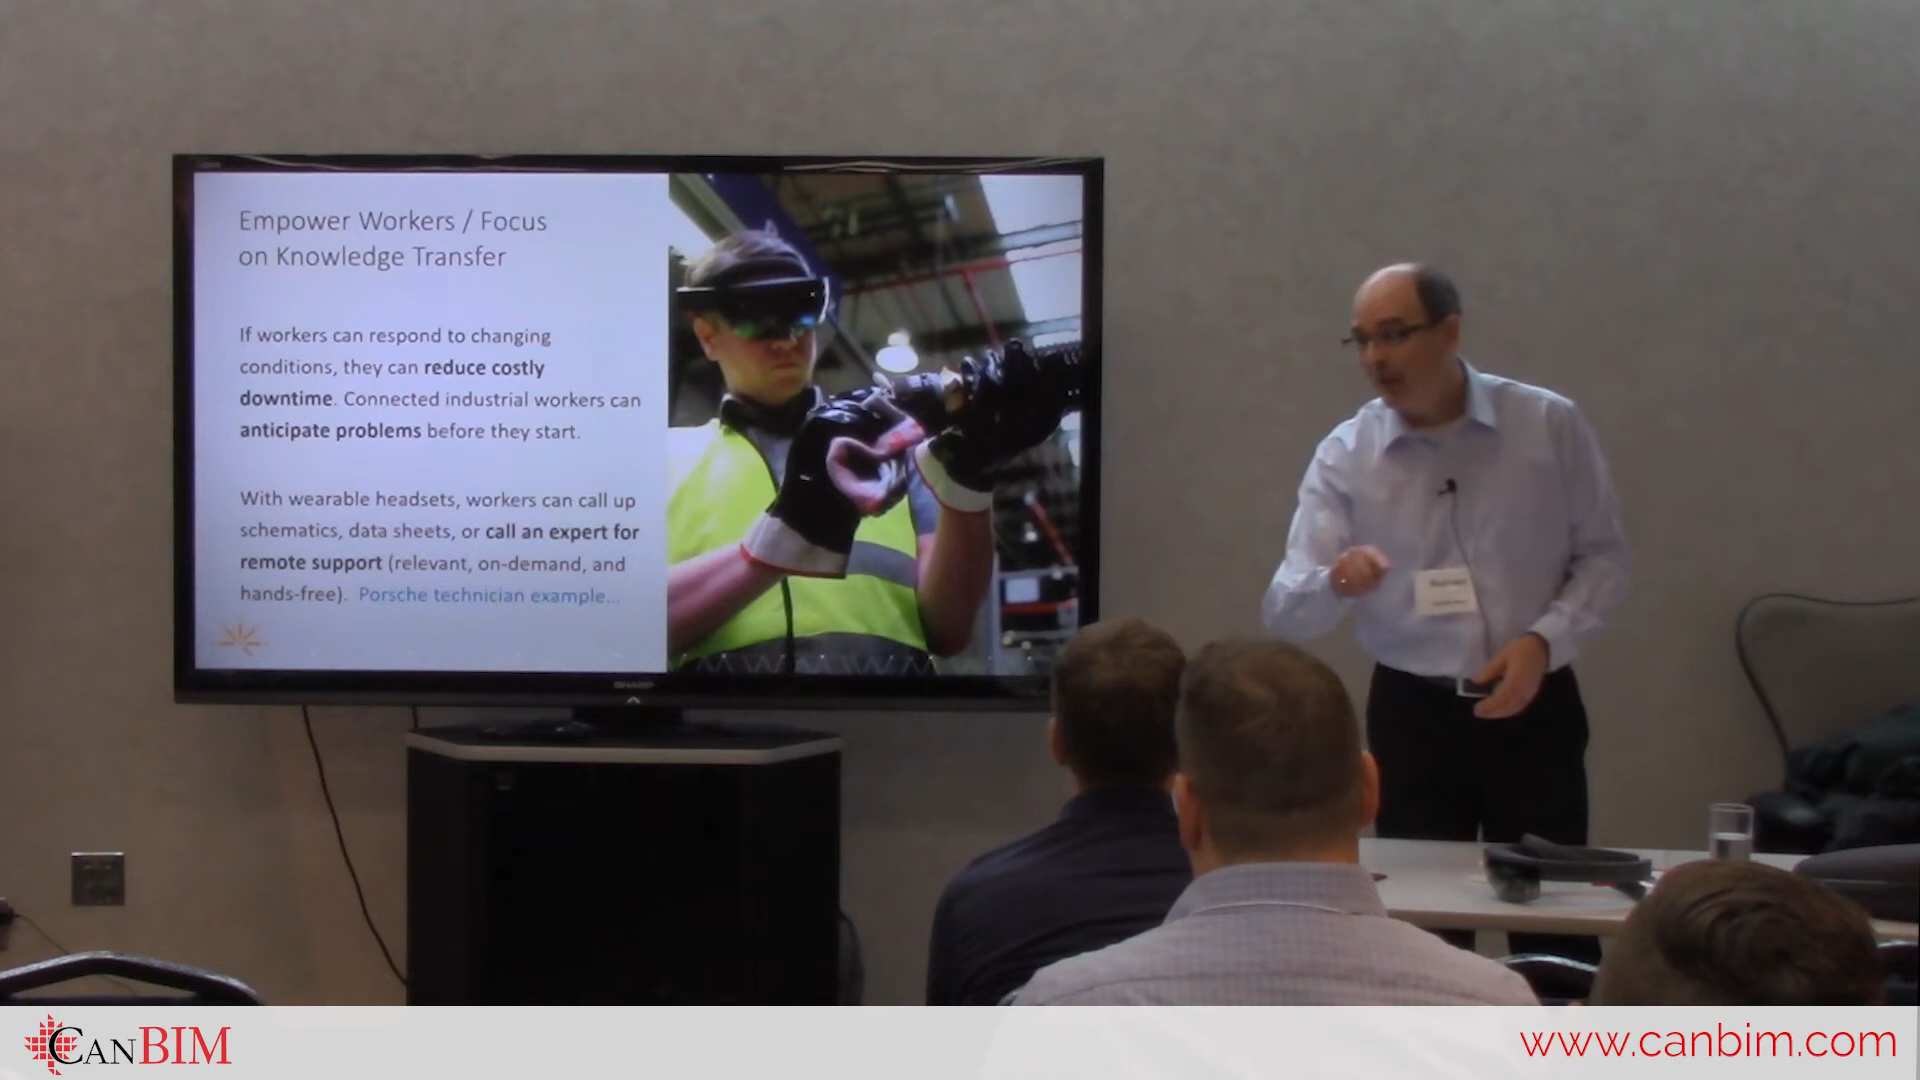 Empower Workers / Focus
on Knowledge Transfer
If workers can respond to changing
conditions, they can reduce costly
downtime. Connected industrial workers can
anticipate problems before they start.
With wearable headsets, workers can call up
schematics, data sheets, or call an expert for
remote support (relevant, on-demand, and
hands-free). Porsche technician example...
SHARP
CANBIM
www.canbim.com